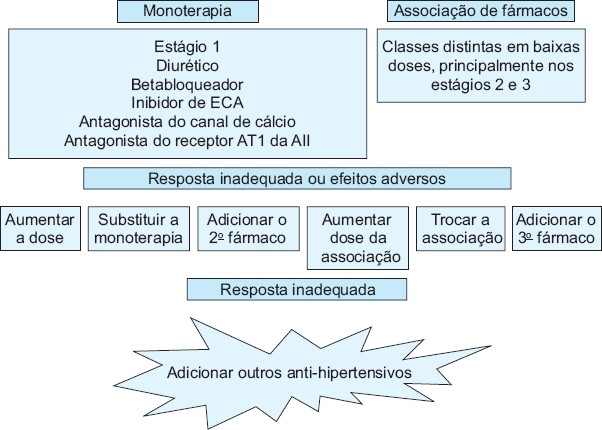 Monoterapia
Estágio 1
Diurético
Betabloqueador
Inibidor de ECA
Antagonista do canal de cálcio
Antagonista do receptor AT1 da AII
Associação de fármacos
Classes distintas em baixas
doses, principalmente nos
estágios 2 e 3
Resposta inadequada ou efeitos adversos
Aumentar
a dose
Substituir a
monoterapia
Adicionar o
2º fármaco
Aumentar
dose da
associação
Trocar a
associação
Adicionar o
3º fármaco
Resposta inadequada
Adicionar outros anti-hipertensivos